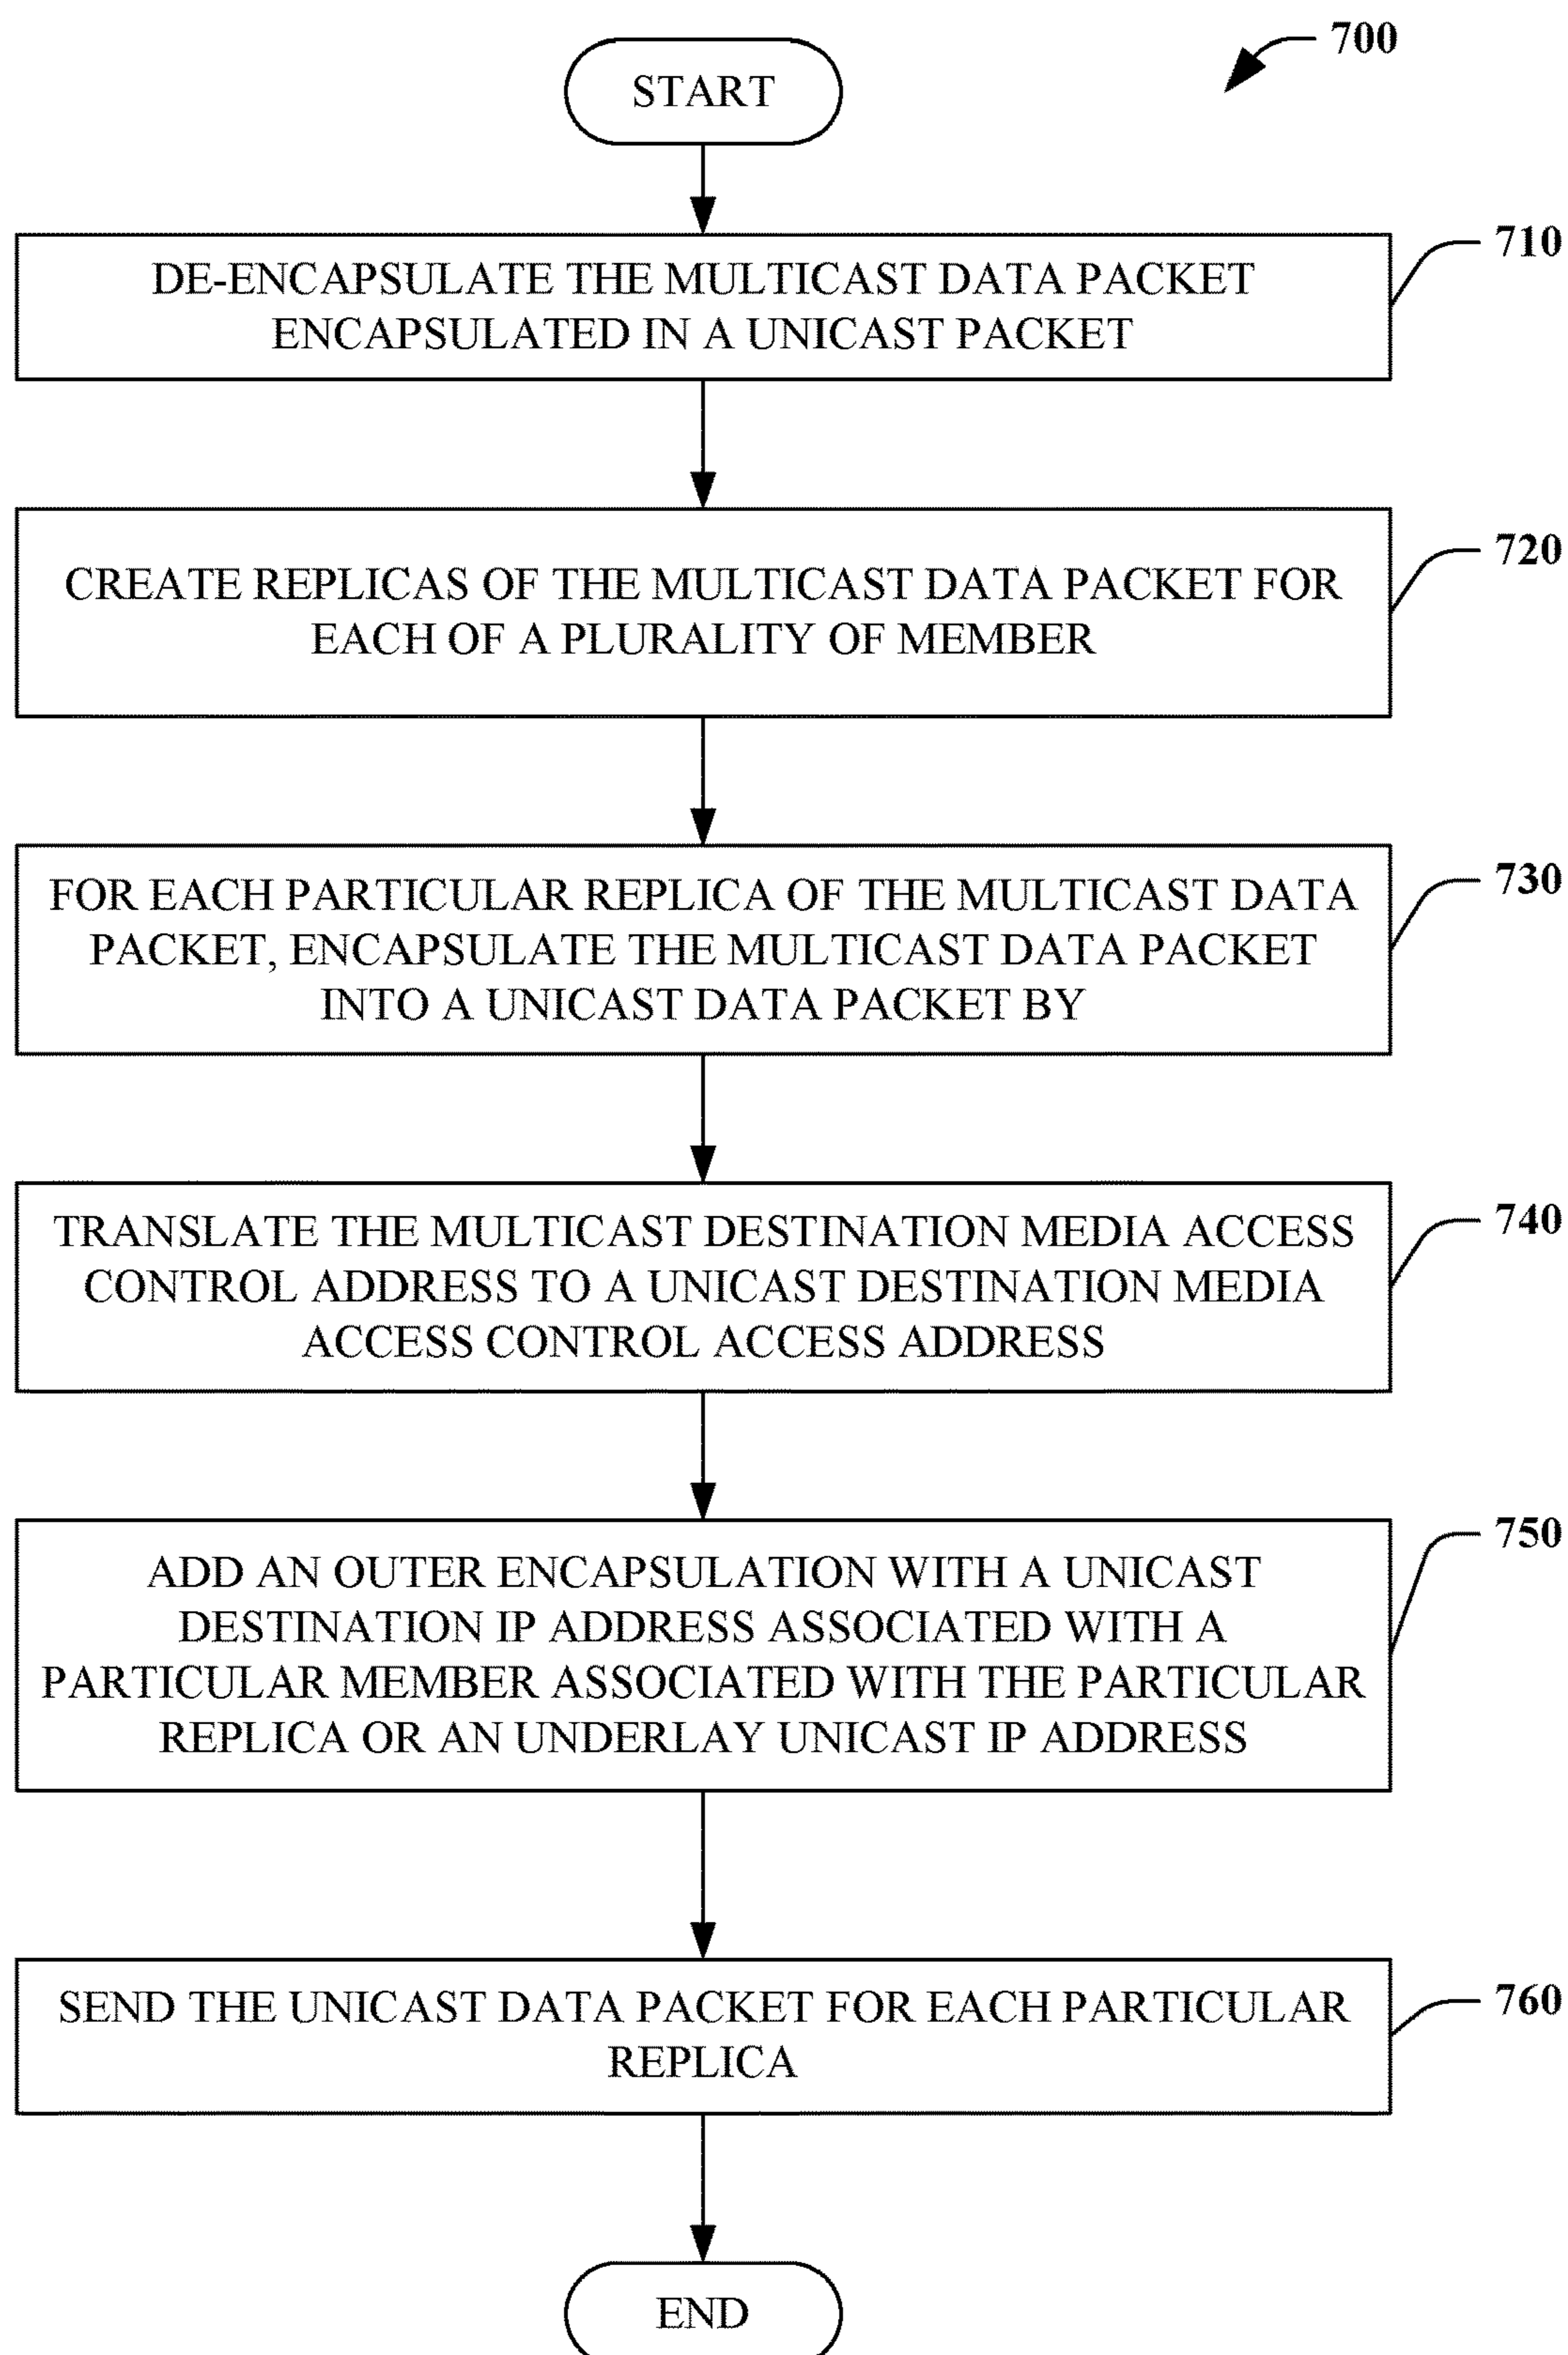 700
START
710
DE-ENCAPSULATE THE MULTICAST DATA PACKET
ENCAPSULATED IN A UNICAST PACKET
720
CREATE REPLICAS OF THE MULTICAST DATA PACKET FOR
EACH OF A PLURALITY OF MEMBER
730
FOR EACH PARTICULAR REPLICA OF THE MULTICAST DATA
PACKET, ENCAPSULATE THE MULTICAST DATA PACKET
INTO A UNICAST DATA PACKET BY
740
TRANSLATE THE MULTICAST DESTINATION MEDIA ACCESS
CONTROL ADDRESS TO A UNICAST DESTINATION MEDIA
ACCESS CONTROL ACCESS ADDRESS
750
ADD AN OUTER ENCAPSULATION WITH A UNICAST
DESTINATION IP ADDRESS ASSOCIATED WITH A
PARTICULAR MEMBER ASSOCIATED WITH THE PARTICULAR
REPLICA OR AN UNDERLAY UNICAST IP ADDRESS
760
SEND THE UNICAST DATA PACKET FOR EACH PARTICULAR
REPLICA
END